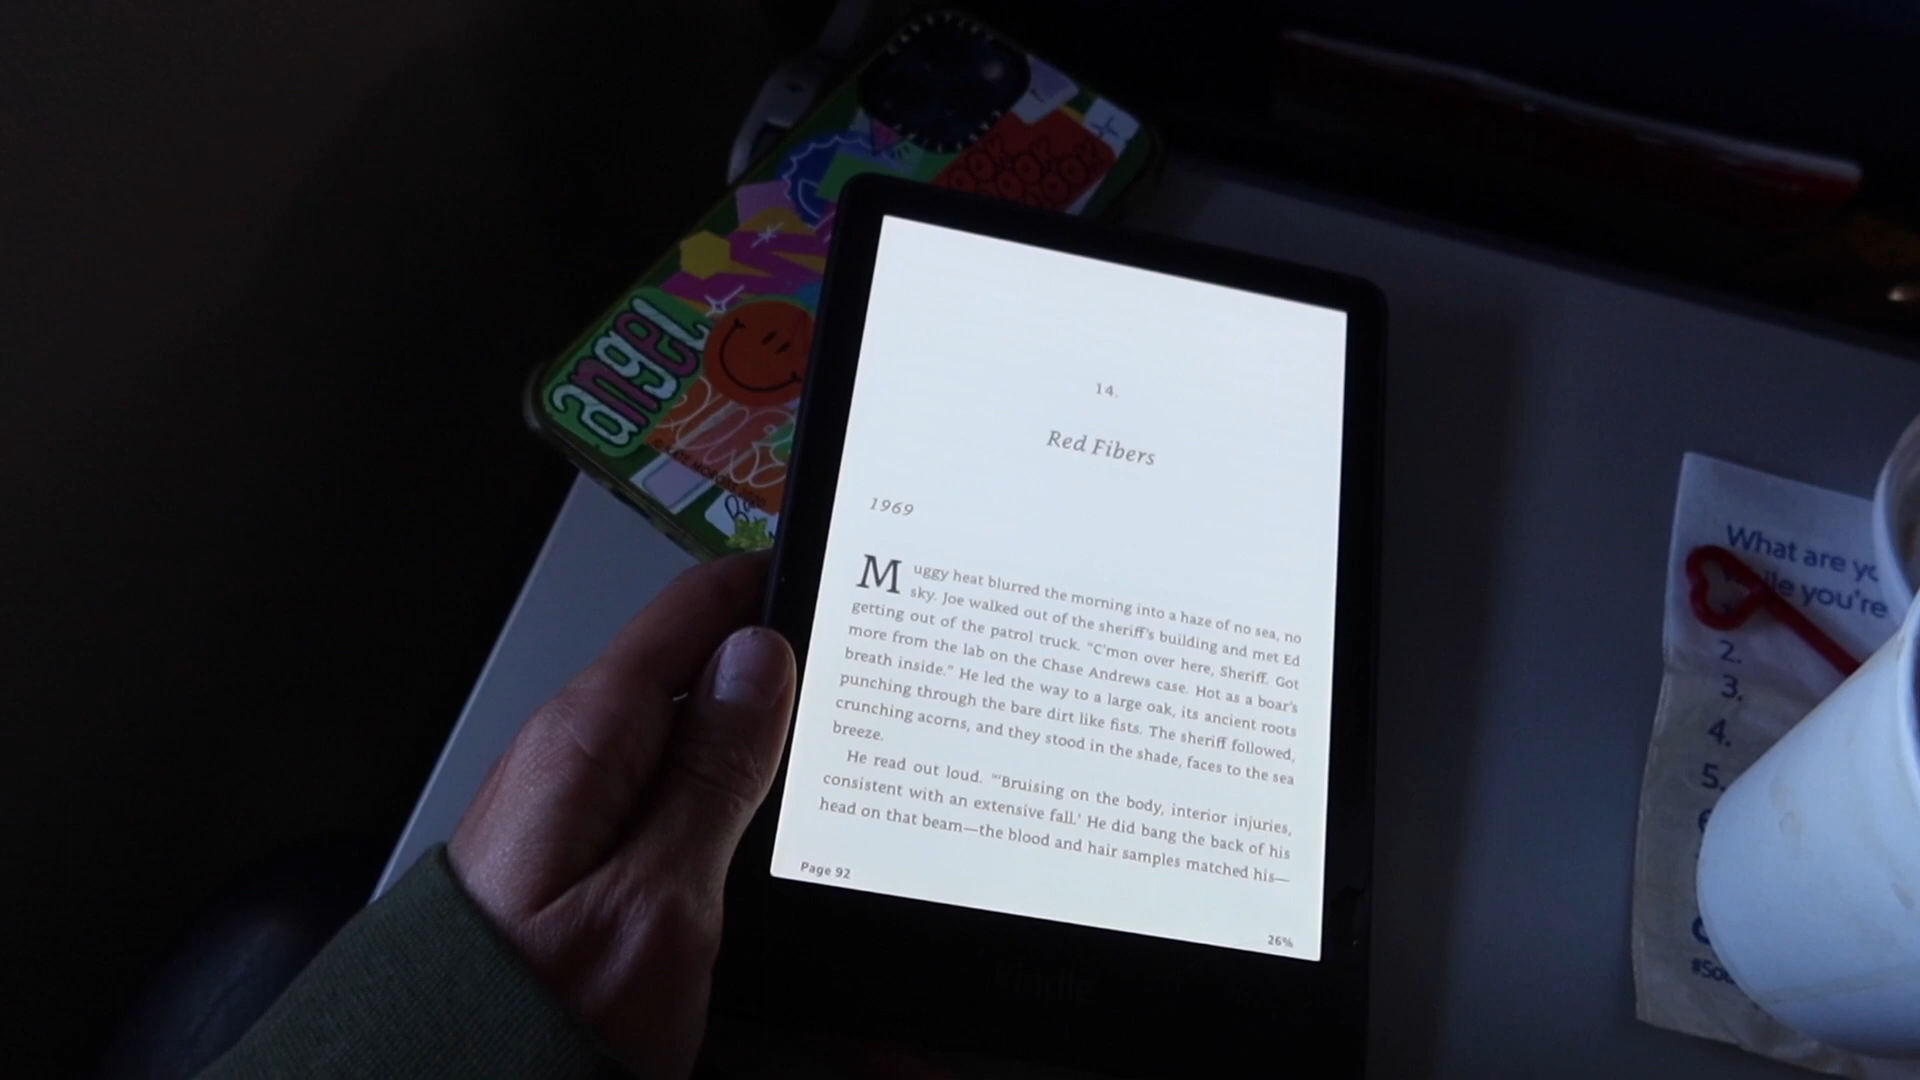 angel
14.
Red Fibers
1969
Muggy heat blurred the morning into a haze of no sea, no
sky. Joe walked out of the sheriff's building and met Ed
getting out of the patrol truck. "C'mon over here, Sheriff. Got
more from the lab on the Chase Andrews case. Hot as a boar's
breath inside." He led the way to a large oak, its ancient roots
punching through the bare dirt like fists. The sheriff followed,
crunching acorns, and they stood in the shade, faces to the sea
breeze.
He read out loud. "'Bruising on the body, interior injuries,
consistent with an extensive fall.' He did bang the back of his
head on that beam—the blood and hair samples matched his—
Page 92
26%
kindle
What are
you're
2.
3.
4.
5.